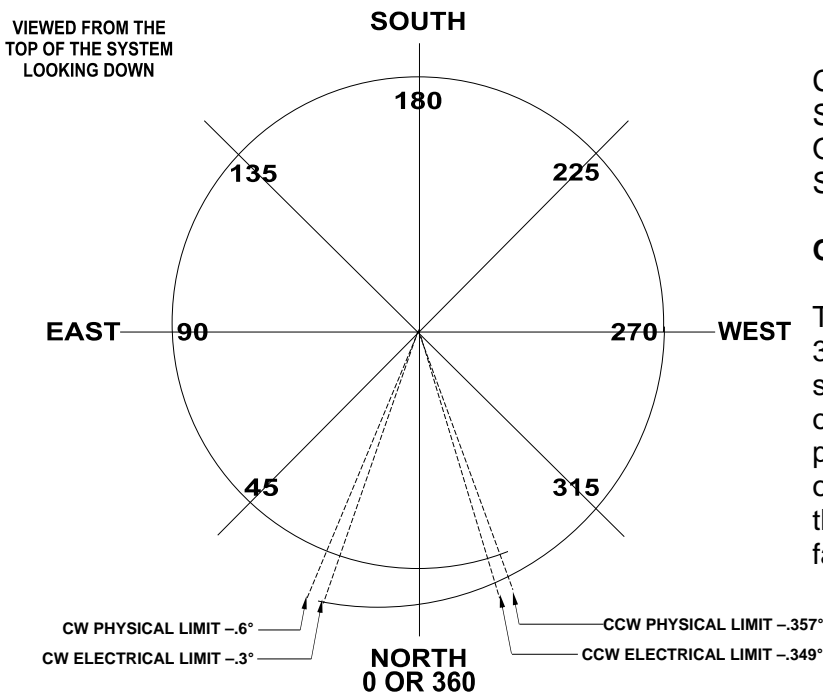 VIEWED FROM THE
TOP OF THE SYSTEM
LOOKING DOWN
SOUTH
180
135
225
EAST
90
270
WEST
45
315
CW PHYSICAL LIMIT –.6°
CW ELECTRICAL LIMIT –.3°
CCW PHYSICAL LIMIT –.357°
CCW ELECTRICAL LIMIT –.349°
NORTH
0 OR 360